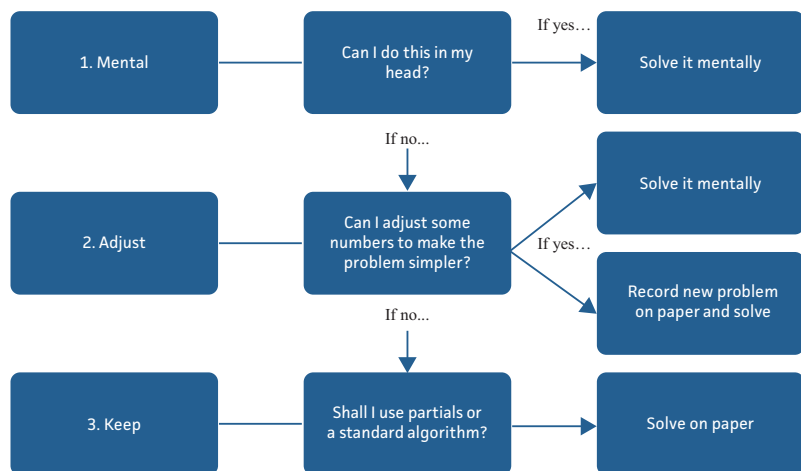 If yes…
1. Mental
Can I do this in my
head?
Solve it mentally
If no...
Solve it mentally
2. Adjust
Can I adjust some
numbers to make the
problem simpler?
If yes…
Record new problem
on paper and solve
If no...
3. Keep
Shall I use partials or
a standard algorithm?
Solve on paper